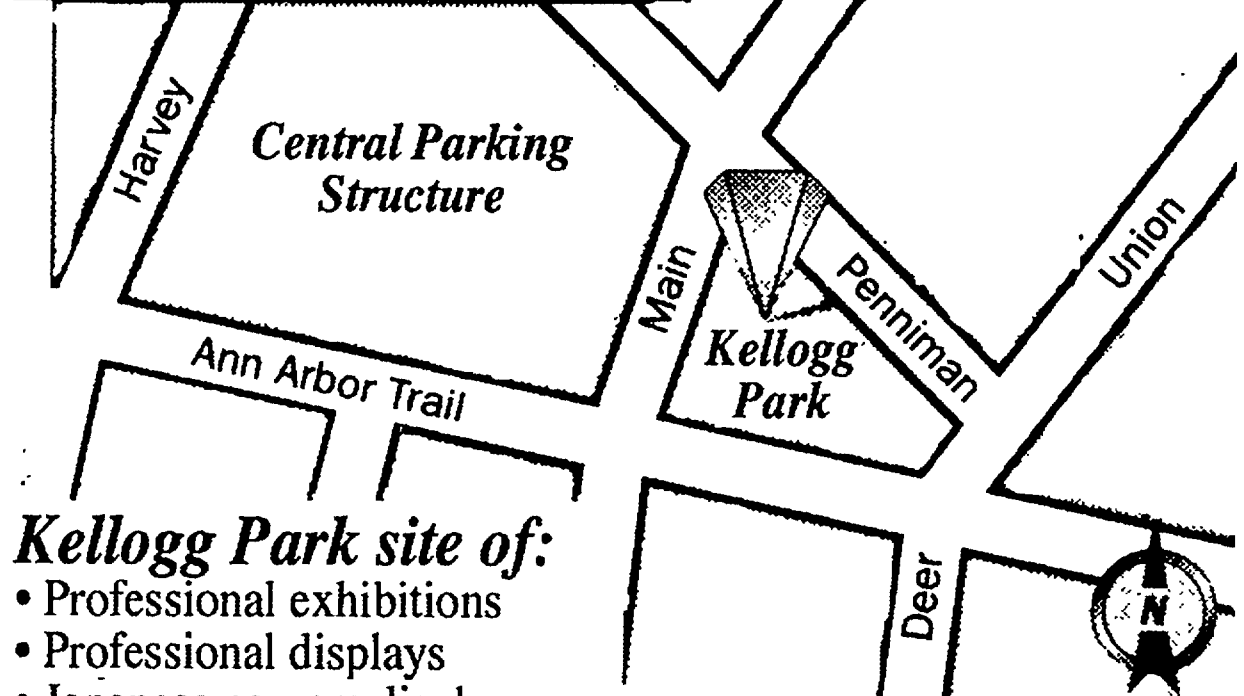 Harvey
Central Parking
Structure
Main
Penniman
Union
Kellogg
Park
Ann Arbor Trail
Deer
N
Kellogg Park site of:
• Professional exhibitions
• Professional displays